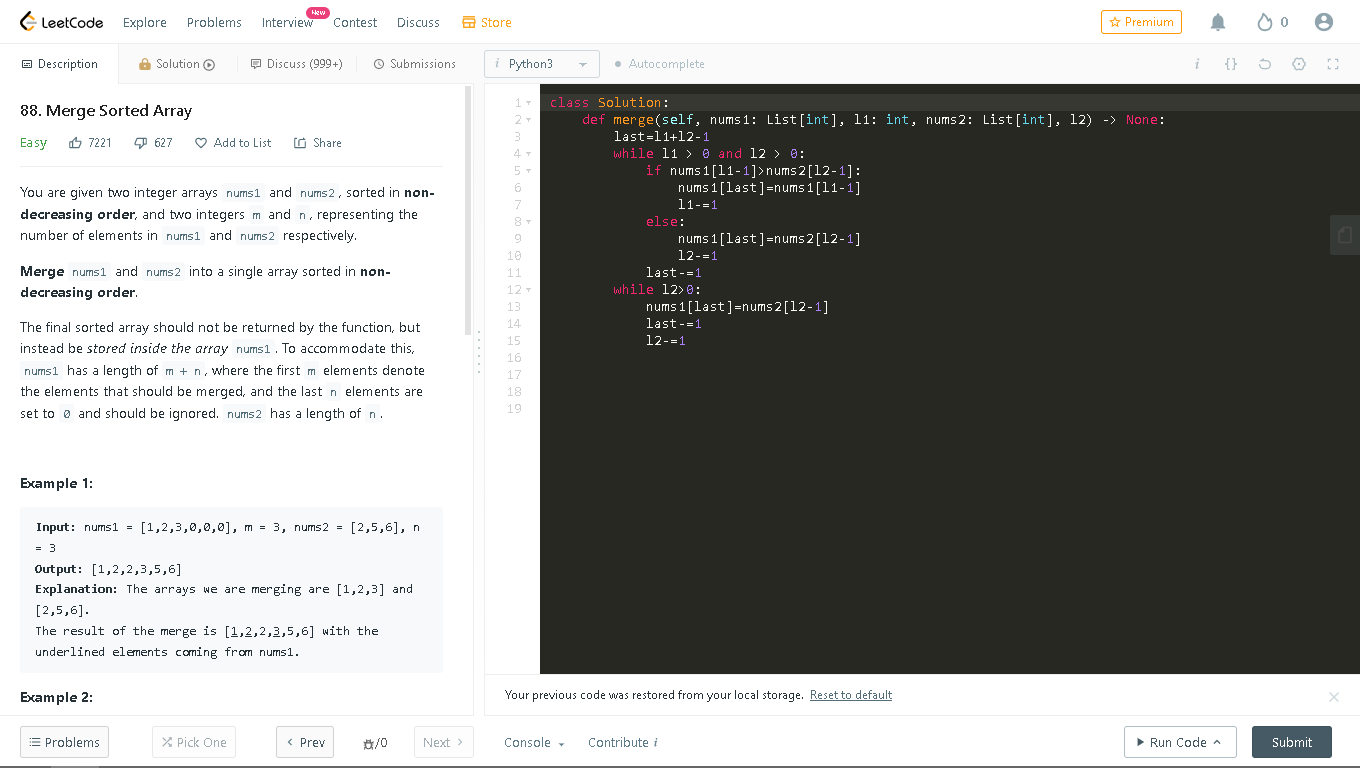 LeetCode Explore Problems Interview New Contest Discuss Store Premium 0
Description Solution Discuss (999+) Submissions i Python3 Autocomplete i {}
88. Merge Sorted Array
Easy 7221 627 Add to List Share
You are given two integer arrays nums1 and nums2, sorted in non-
decreasing order, and two integers m and n, representing the
number of elements in nums1 and nums2 respectively.
Merge nums1 and nums2 into a single array sorted in non-
decreasing order.
The final sorted array should not be returned by the function, but
instead be stored inside the array nums1. To accommodate this,
nums1 has a length of m + n, where the first m elements denote
the elements that should be merged, and the last n elements are
set to 0 and should be ignored. nums2 has a length of n.
Example 1:
Input: nums1 = [1,2,3,0,0,0], m = 3, nums2 = [2,5,6], n
= 3
Output: [1,2,2,3,5,6]
Explanation: The arrays we are merging are [1,2,3] and
[2,5,6].
The result of the merge is [1,2,2,3,5,6] with the
underlined elements coming from nums1.
Example 2:
1 class Solution:
2 def merge(self, nums1: List[int], l1: int, nums2: List[int], l2) -> None:
3 last=l1+l2-1
4 while l1 > 0 and l2 > 0:
5 if nums1[l1-1]>nums2[l2-1]:
6 nums1[last]=nums1[l1-1]
7 l1-=1
8 else:
9 nums1[last]=nums2[l2-1]
10 l2-=1
11 last-=1
12 while l2>0:
13 nums1[last]=nums2[l2-1]
14 last-=1
15 l2-=1
16
17
18
19
Your previous code was restored from your local storage. Reset to default
Problems Pick One Prev /0 Next Console Contribute i Run Code Submit